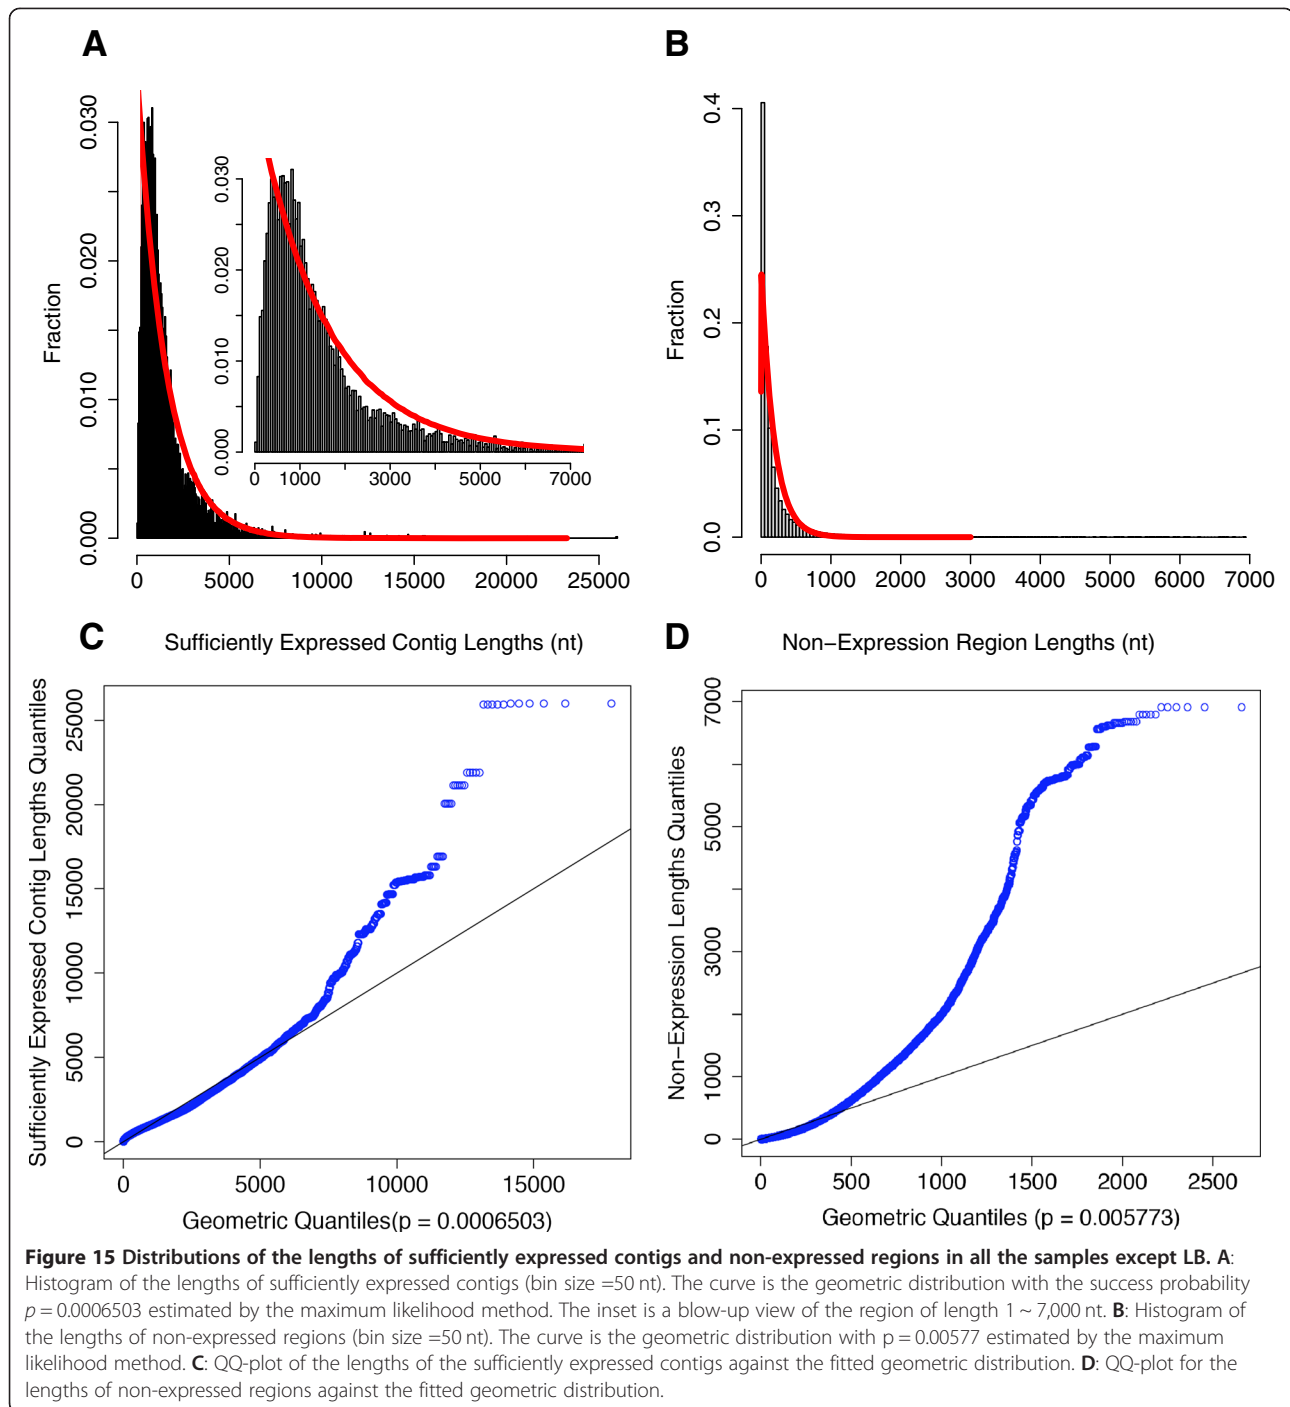 A
B
0.030
0.020
0.010
0.000
Fraction
0.030
0.020
0.010
0.000
0 1000 3000 5000 7000
0 5000 10000 15000 20000 25000
Sufficiently Expressed Contig Lengths (nt)
0.4
0.3
0.2
0.1
0.0
Fraction
0 1000 2000 3000 4000 5000 6000 7000
Non−Expression Region Lengths (nt)
C
D
Sufficiently Expressed Contig Lengths Quantiles
25000
20000
15000
10000
5000
0
0 5000 10000 15000
Geometric Quantiles(p = 0.0006503)
Non−Expression Lengths Quantiles
7000
5000
3000
1000
0
0 500 1000 1500 2000 2500
Geometric Quantiles (p = 0.005773)
Figure 15 Distributions of the lengths of sufficiently expressed contigs and non-expressed regions in all the samples except LB. A:
Histogram of the lengths of sufficiently expressed contigs (bin size =50 nt). The curve is the geometric distribution with the success probability
p = 0.0006503 estimated by the maximum likelihood method. The inset is a blow-up view of the region of length 1 ~ 7,000 nt. B: Histogram of
the lengths of non-expressed regions (bin size =50 nt). The curve is the geometric distribution with p = 0.00577 estimated by the maximum
likelihood method. C: QQ-plot of the lengths of the sufficiently expressed contigs against the fitted geometric distribution. D: QQ-plot for the
lengths of non-expressed regions against the fitted geometric distribution.